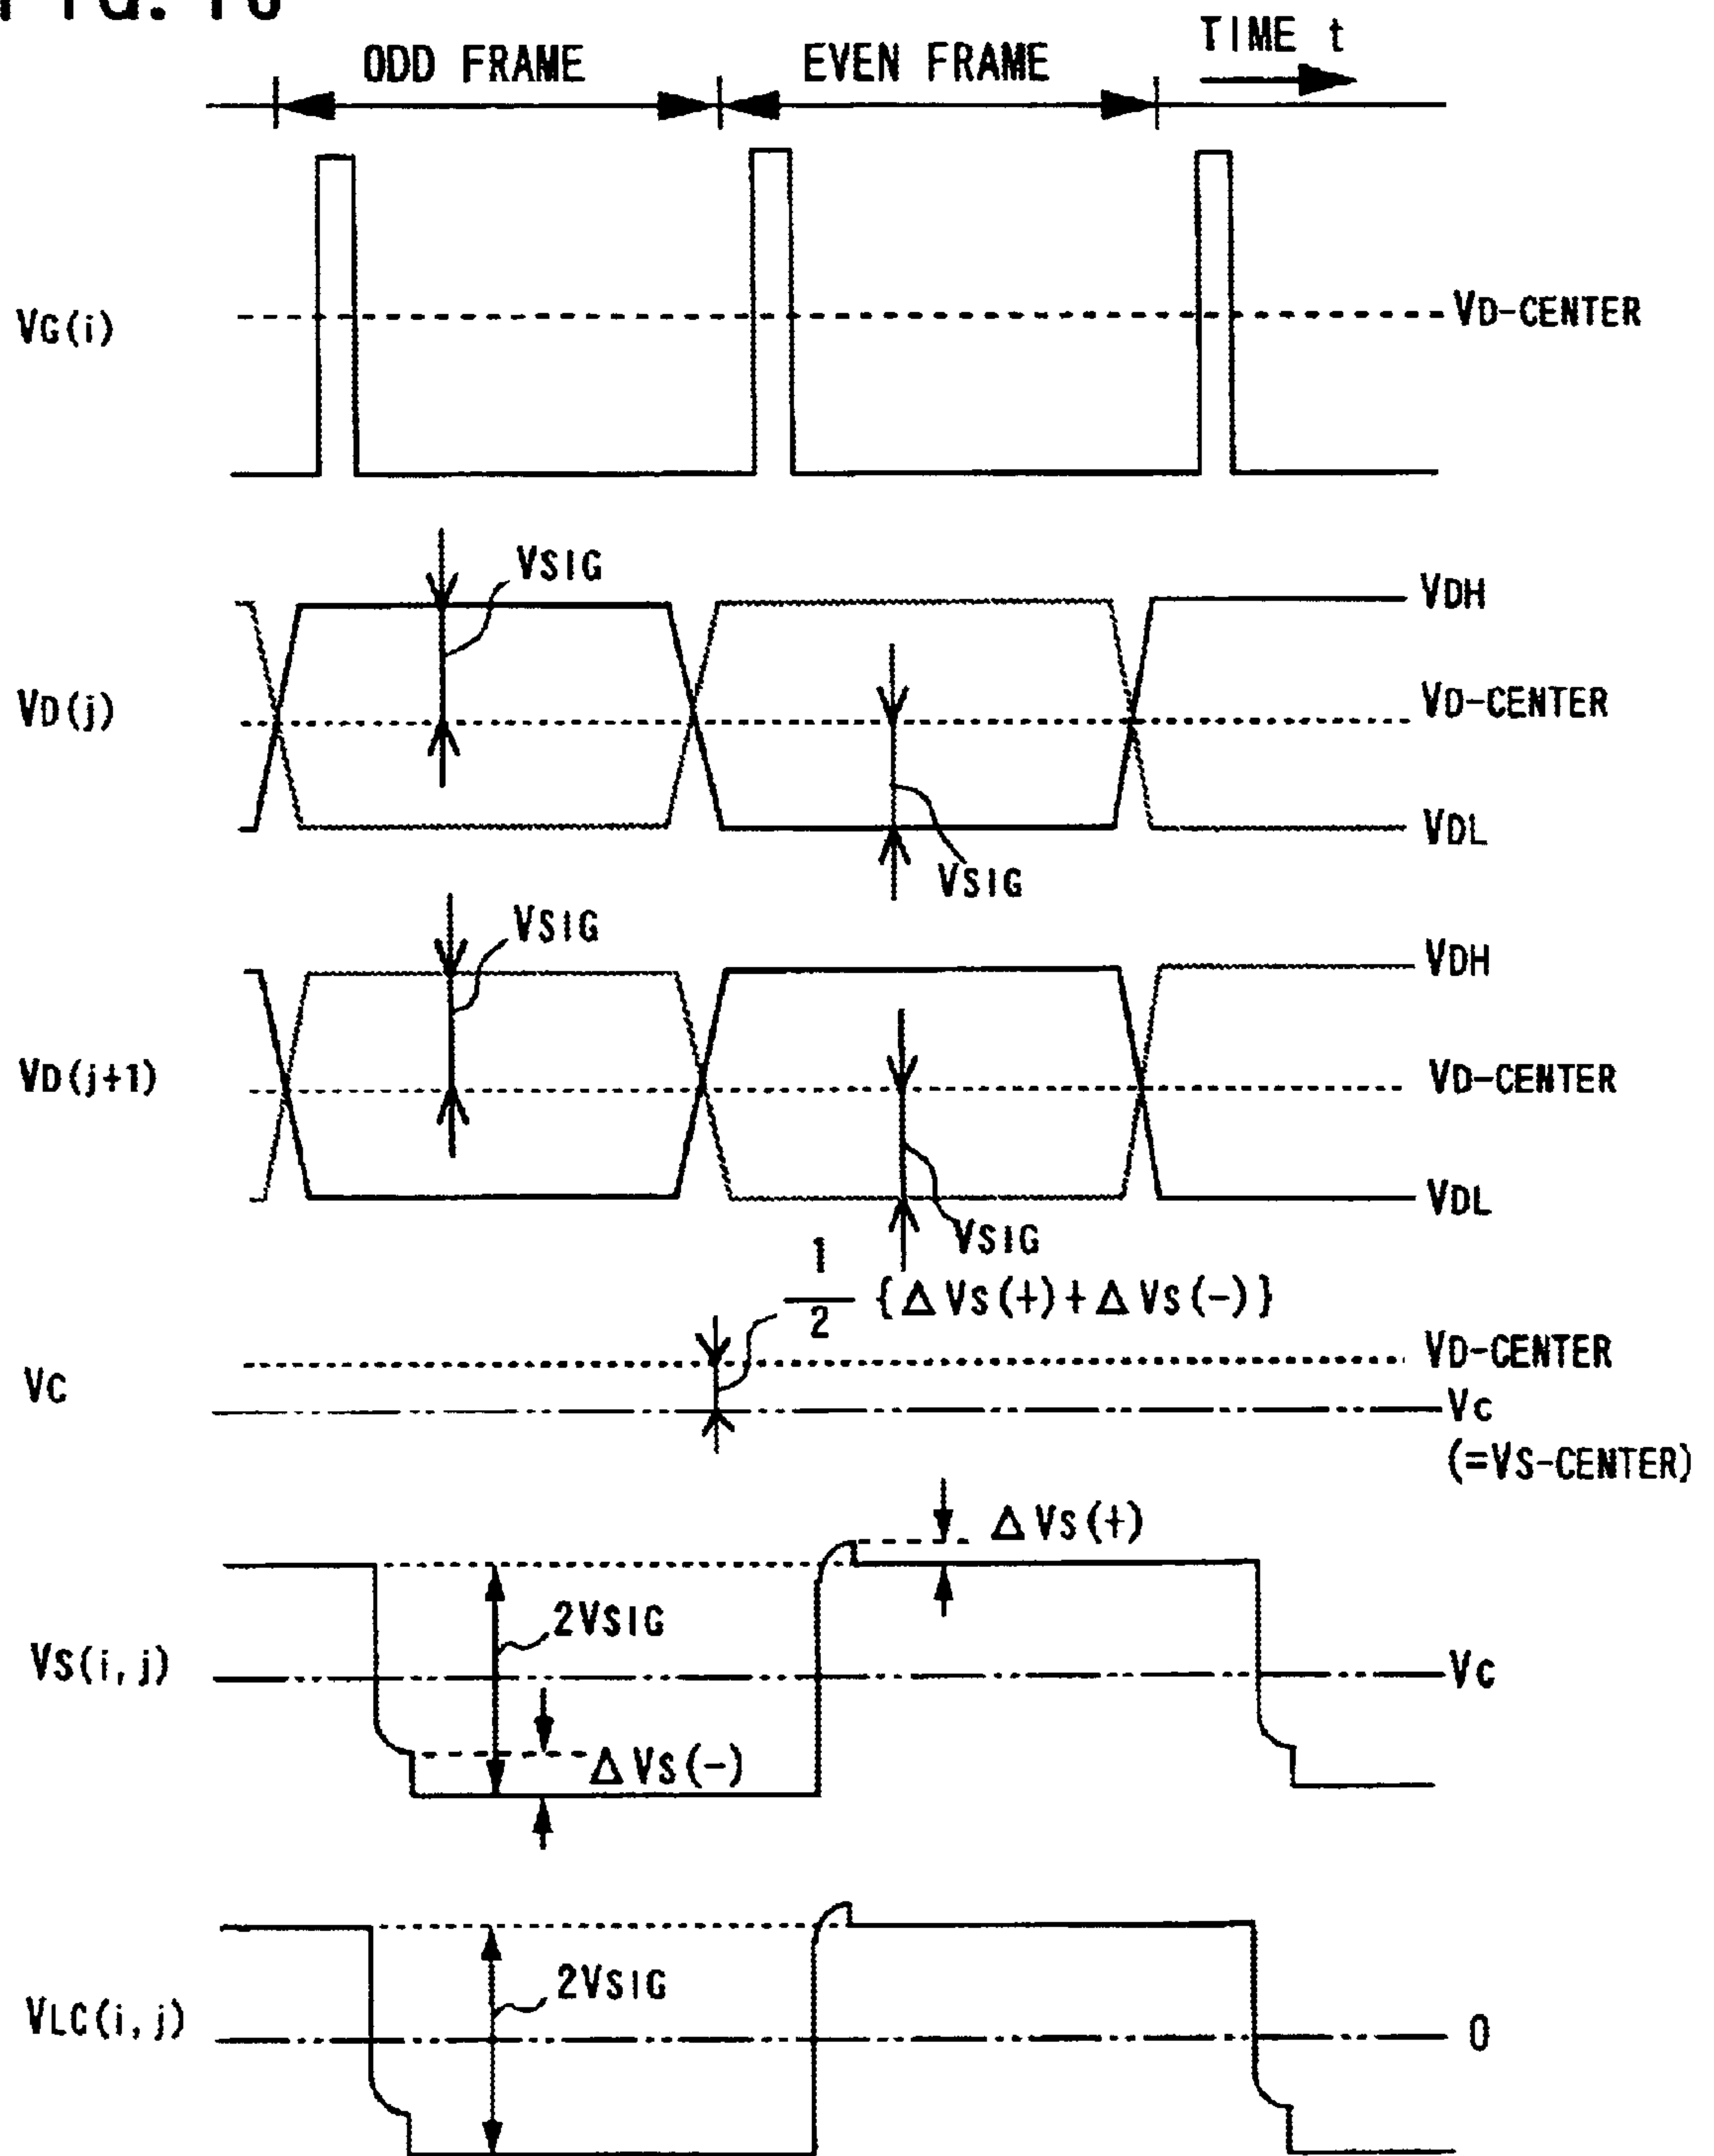 ODD FRAME
EVEN FRAME
TIME t
VG(i)
VD-CENTER
VSIG
VDH
VD(j)
VD-CENTER
VDL
VSIG
VSIG
VDH
VD(j+1)
VD-CENTER
VDL
VSIG
1/2 {ΔVS(+)+ΔVS(-)}
VD-CENTER
VC
Vc
(=VS-CENTER)
ΔVS(+)
2VSIG
VS(i,j)
Vc
ΔVS(-)
2VSIG
VLC(i,j)
0